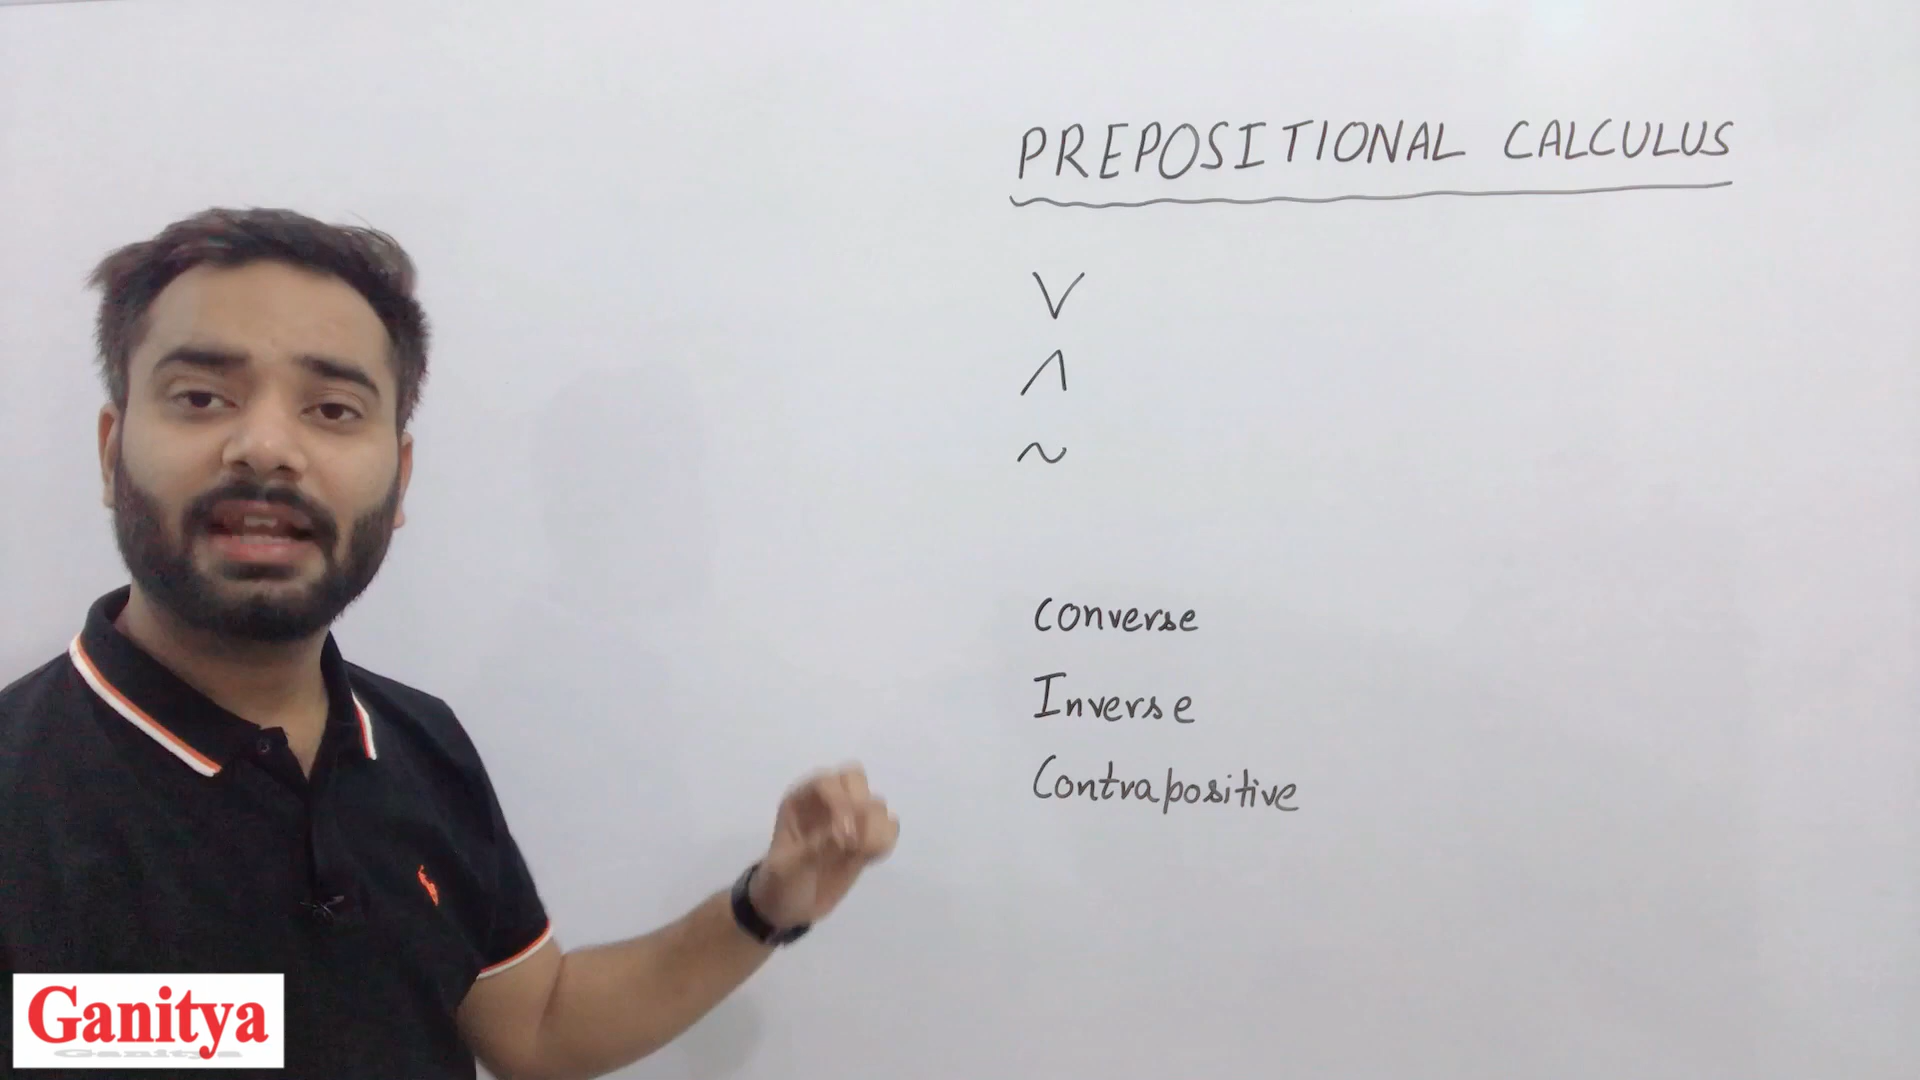 PREPOSITIONAL CALCULUS
∨
∧
~
Converse
Inverse
Contrapositive
Ganitya